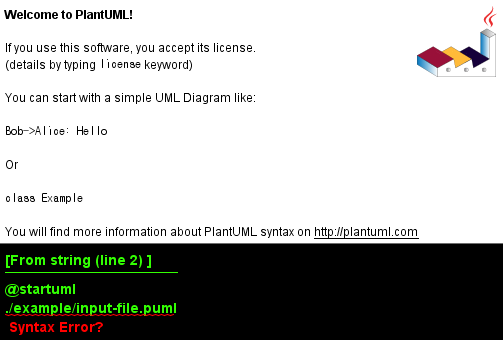 Welcome to PlantUML!
If you use this software, you accept its license.
(details by typing license keyword)
You can start with a simple UML Diagram like:
Bob->Alice: Hello
Or
class Example
You will find more information about PlantUML syntax on http://plantuml.com
[From string (line 2) ]
@startuml
./example/input-file.puml
Syntax Error?